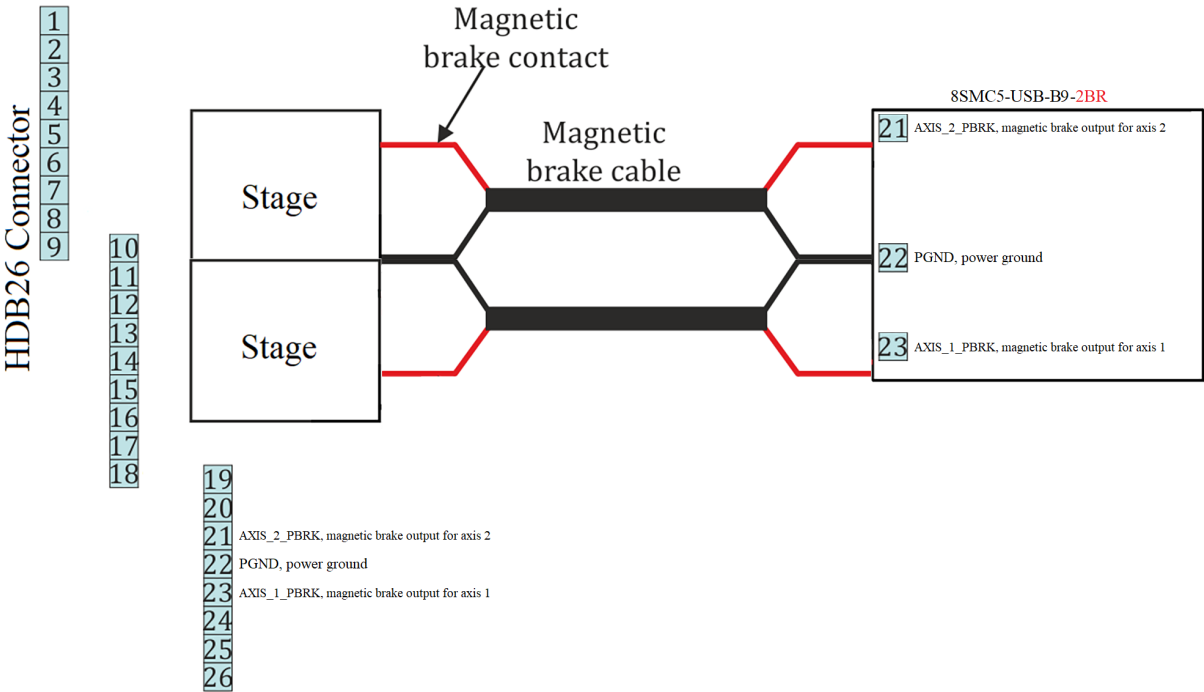 HDB26 Connector
1
2
3
4
5
6
7
8
9
10
11
12
13
14
15
16
17
18
19
20
21 AXIS_2_PBRK, magnetic brake output for axis 2
22 PGND, power ground
23 AXIS_1_PBRK, magnetic brake output for axis 1
24
25
26
Magnetic
brake contact
Stage
Stage
Magnetic
brake cable
8SMC5-USB-B9-2BR
21 AXIS_2_PBRK, magnetic brake output for axis 2
22 PGND, power ground
23 AXIS_1_PBRK, magnetic brake output for axis 1